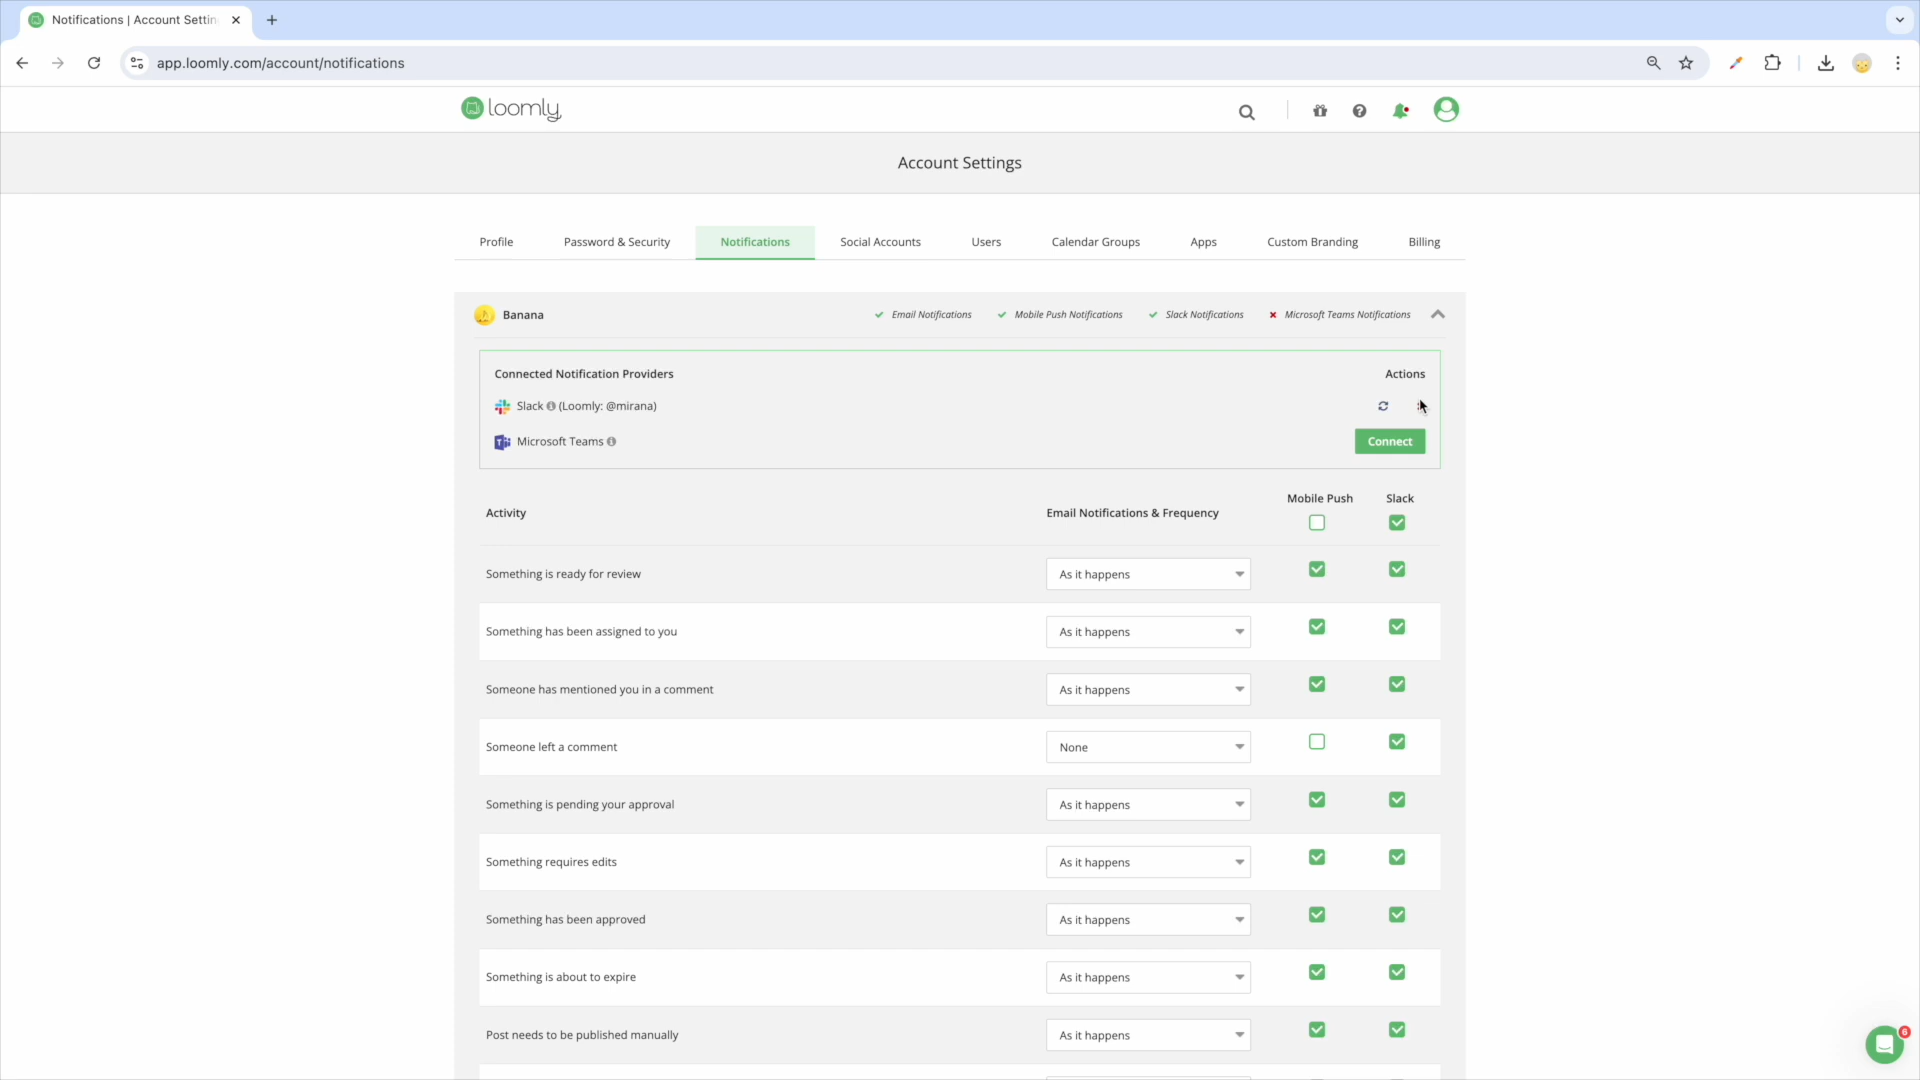 Notifications | Account Settin
app.loomly.com/account/notifications
loomly
Account Settings
Profile Password & Security Notifications Social Accounts Users Calendar Groups Apps Custom Branding Billing
Banana Email Notifications Mobile Push Notifications Slack Notifications Microsoft Teams Notifications
Connected Notification Providers Actions
Slack (Loomly: @mirana)
Microsoft Teams Connect
Activity Email Notifications & Frequency Mobile Push Slack
Something is ready for review As it happens
Something has been assigned to you As it happens
Someone has mentioned you in a comment As it happens
Someone left a comment None
Something is pending your approval As it happens
Something requires edits As it happens
Something has been approved As it happens
Something is about to expire As it happens
Post needs to be published manually As it happens
6